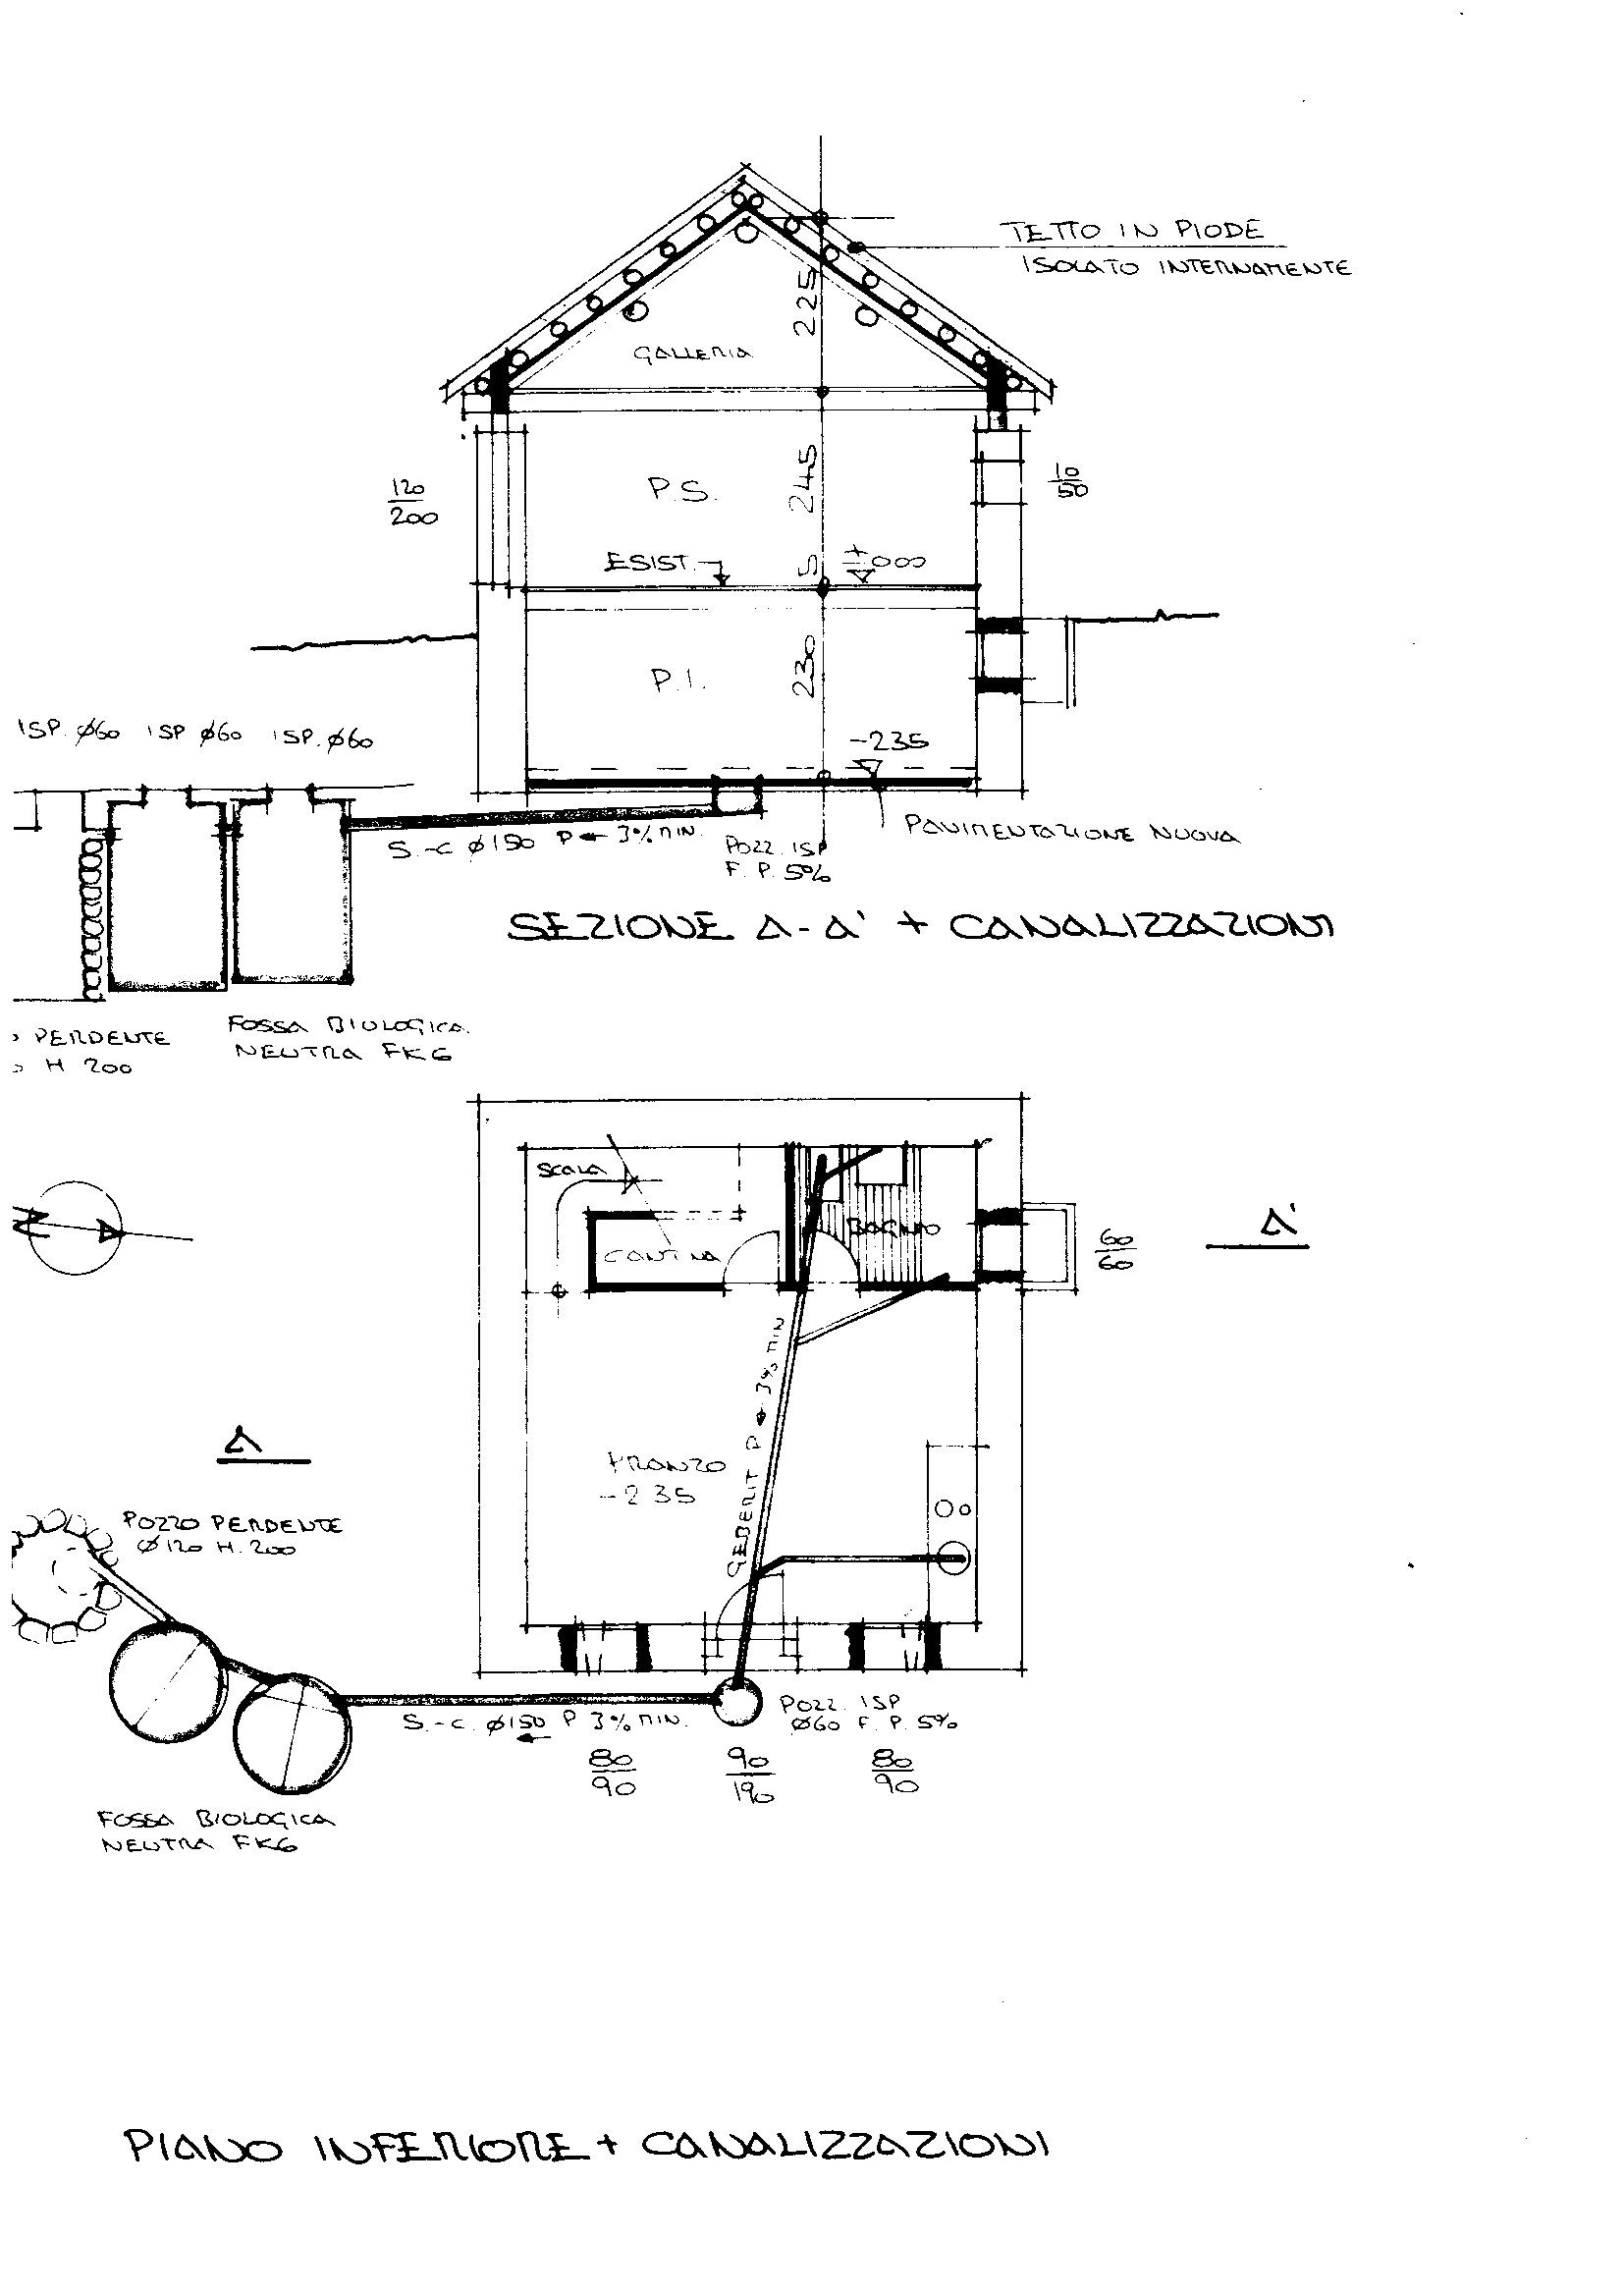 TETTO IN PIODE
ISOLATO INTERNAMENTE
225
GALLERIA
120
200
P.S.
245
10
50
ESIST.
5
±000
P.I.
230
-235
ISP. Ø60 ISP Ø60 ISP. Ø60
S.-C Ø150 P ← 3% MIN.
POZZ. ISP
F. P. 5%
PAVIMENTAZIONE NUOVA
SEZIONE A-A' + CANALIZZAZIONI
PERDENTE
H 200
FOSSA BIOLOGICA
NEUTRA FK6
N
SCALA
CANTINA
BAGNO
60
60
A'
GEBERIT P ← 3% MIN
A
PRANZO
-235
POZZO PERDENTE
Ø120 H. 200
S.-C. Ø150 P 3% MIN.
←
POZZ. ISP
Ø60 F. P. 5%
80
90
90
190
80
90
FOSSA BIOLOGICA
NEUTRA FK6
PIANO INFERIORE + CANALIZZAZIONI